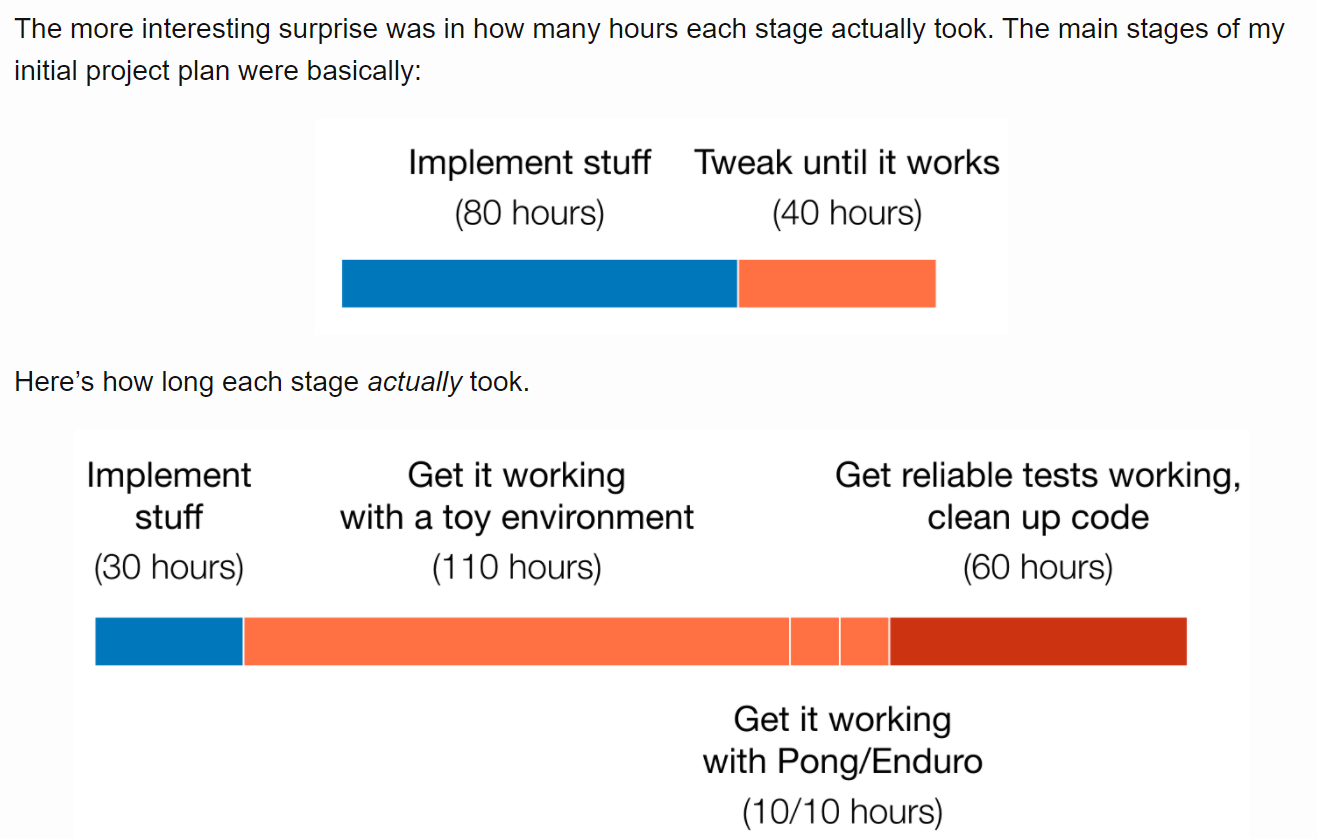 The more interesting surprise was in how many hours each stage actually took. The main stages of my
initial project plan were basically:
Implement stuff
(80 hours)
Tweak until it works
(40 hours)
Here’s how long each stage actually took.
Implement
stuff
(30 hours)
Get it working
with a toy environment
(110 hours)
Get reliable tests working,
clean up code
(60 hours)
Get it working
with Pong/Enduro
(10/10 hours)